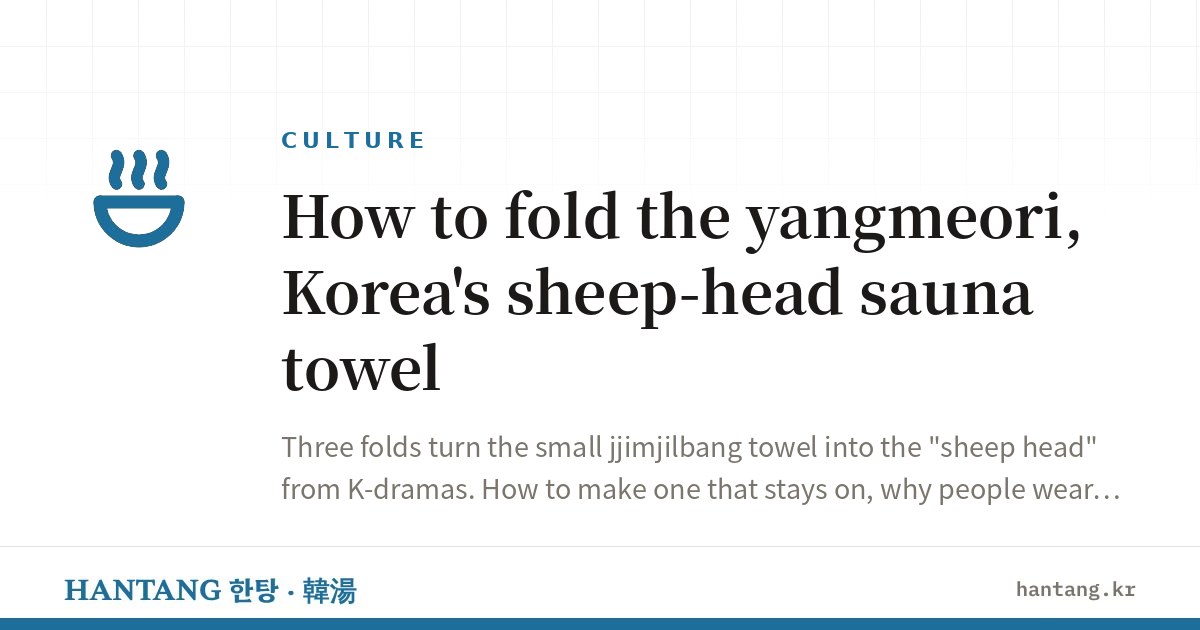 CULTURE
How to fold the yangmeori,
Korea's sheep-head sauna
towel
Three folds turn the small jjimjilbang towel into the "sheep head"
from K-dramas. How to make one that stays on, why people wear…
HANTANG 한탕 · 韓湯
hantang.kr